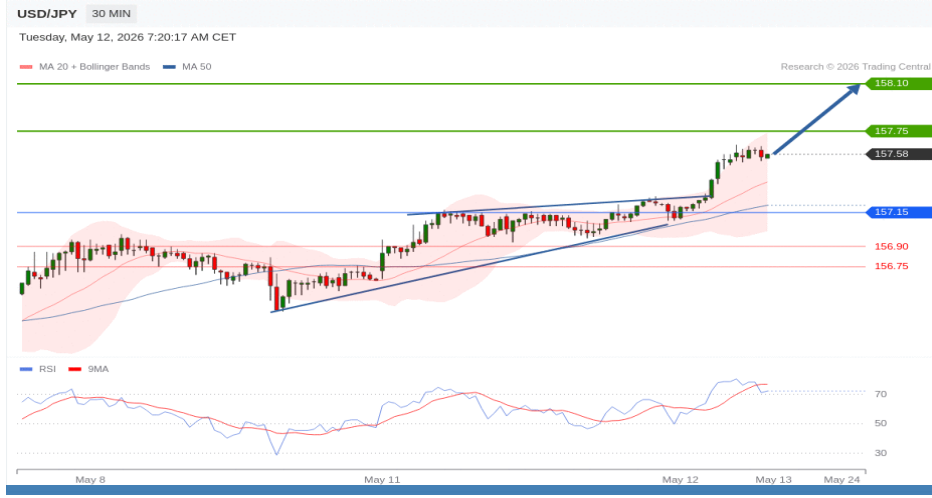 USD/JPY 30 MIN
Tuesday, May 12, 2026 7:20:17 AM CET
MA 20 + Bollinger Bands MA 50 Research © 2026 Trading Central
158.10
157.75
157.58
157.15
156.90
156.75
RSI 9MA
70
50
30
May 8 May 11 May 12 May 13 May 24